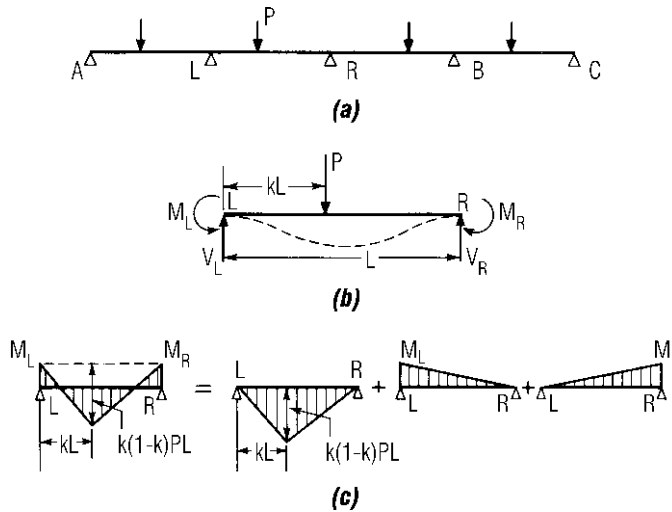 P
A L R B C
(a)
P
kL
L R
M_L M_R
V_L L V_R
(b)
M_L M_R L R M_L M
L R = + L R + L R
kL k(1-k)PL kL k(1-k)PL
(c)